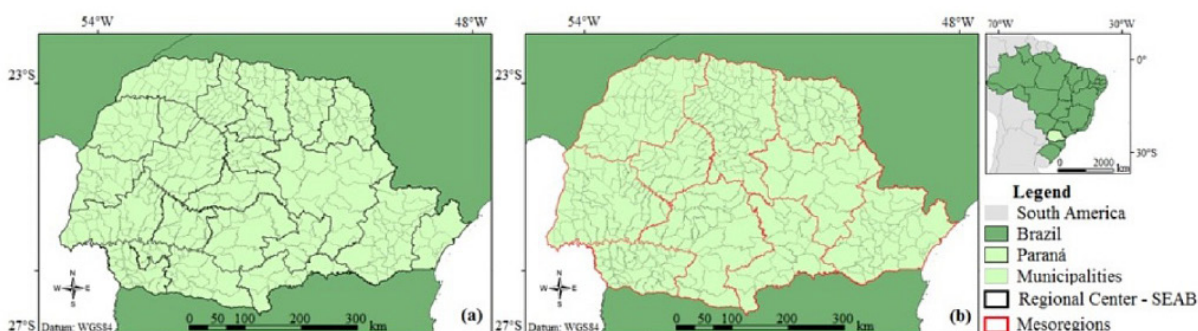 54°W
48°W
23°S
27°S
N
W E
S
Datum: WGS84
0 50 100 200 300
km
(a)
54°W
48°W
23°S
27°S
N
W E
S
Datum: WGS84
0 50 100 200 300
km
(b)
70°W
30°W
0°
30°S
0 2000
km
Legend
South America
Brazil
Paraná
Municipalities
Regional Center - SEAB
Mesoregions